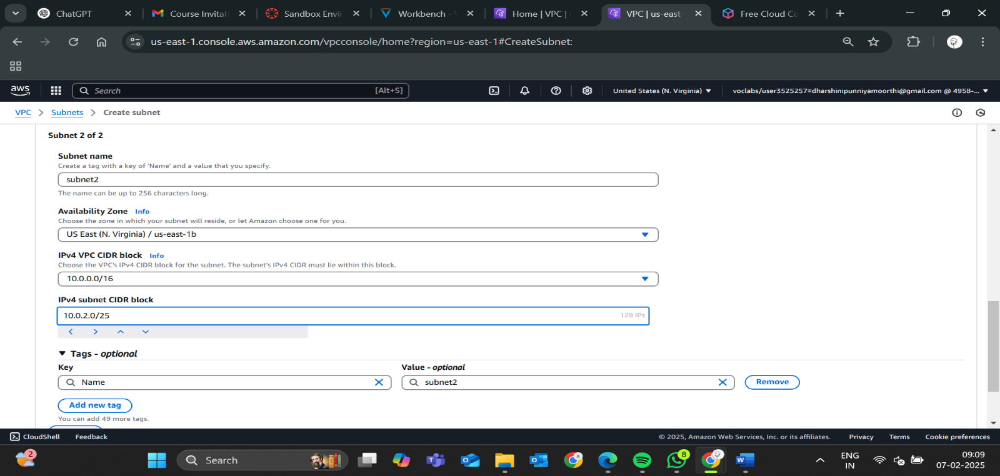 ChatGPT
Course Invitati
Sandbox Envir
Workbench - V
Home | VPC |
VPC | us-east-
Free Cloud Co
us-east-1.console.aws.amazon.com/vpcconsole/home?region=us-east-1#CreateSubnet:
aws
Search [Alt+S]
United States (N. Virginia)
voclabs/user3525257=dharshinipunniyamoorthi@gmail.com @ 4958-...
VPC > Subnets > Create subnet
Subnet 2 of 2
Subnet name
Create a tag with a key of 'Name' and a value that you specify.
subnet2
The name can be up to 256 characters long.
Availability Zone Info
Choose the zone in which your subnet will reside, or let Amazon choose one for you.
US East (N. Virginia) / us-east-1b
IPv4 VPC CIDR block Info
Choose the VPC's IPv4 CIDR block for the subnet. The subnet's IPv4 CIDR must lie within this block.
10.0.0.0/16
IPv4 subnet CIDR block
10.0.2.0/25 128 IPs
Tags - optional
Key Value - optional
Name subnet2 Remove
Add new tag
You can add 49 more tags.
CloudShell Feedback © 2025, Amazon Web Services, Inc. or its affiliates. Privacy Terms Cookie preferences
2
Search
8
ENG
IN
09:09
07-02-2025